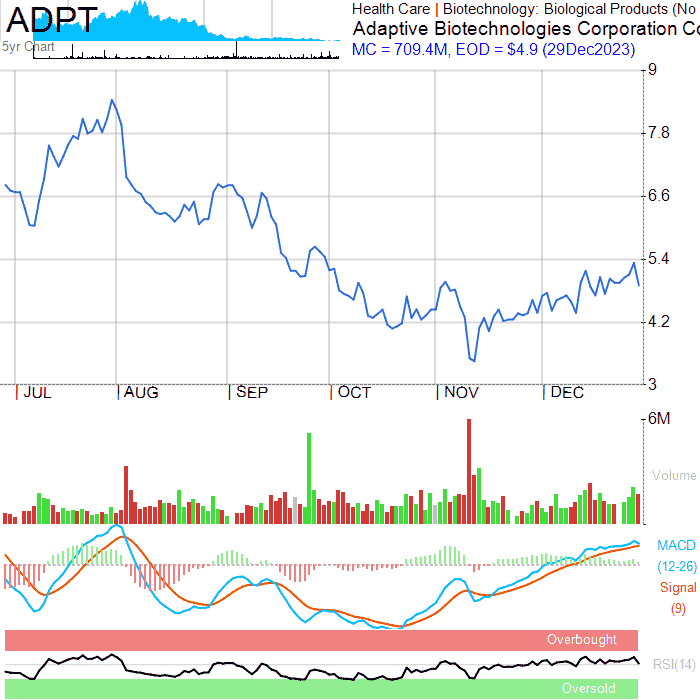 ADPT
5yr Chart
Health Care | Biotechnology: Biological Products (No
Adaptive Biotechnologies Corporation Co
MC = 709.4M, EOD = $4.9 (29Dec2023)
9
7.8
6.6
5.4
4.2
3
JUL AUG SEP OCT NOV DEC
6M
Volume
MACD
(12-26)
Signal
(9)
Overbought
RSI(14)
Oversold